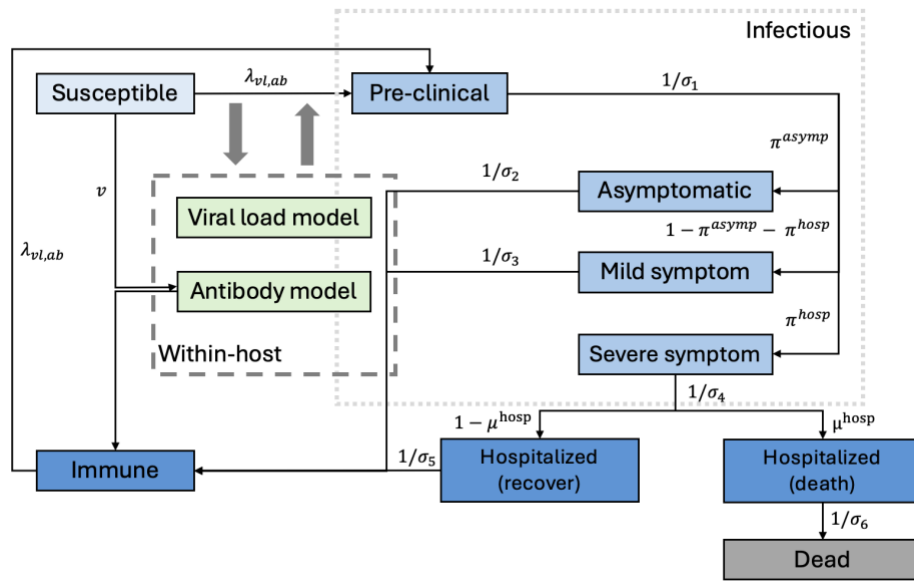 Infectious
Susceptible
λ_{vl,ab}
Pre-clinical
1/σ_1
π^{asymp}
v
Viral load model
1/σ_2
Asymptomatic
1 − π^{asymp} − π^{hosp}
λ_{vl,ab}
Antibody model
1/σ_3
Mild symptom
π^{hosp}
Within-host
Severe symptom
1/σ_4
1 − μ^{hosp}
μ^{hosp}
Immune
1/σ_5
Hospitalized
(recover)
Hospitalized
(death)
1/σ_6
Dead